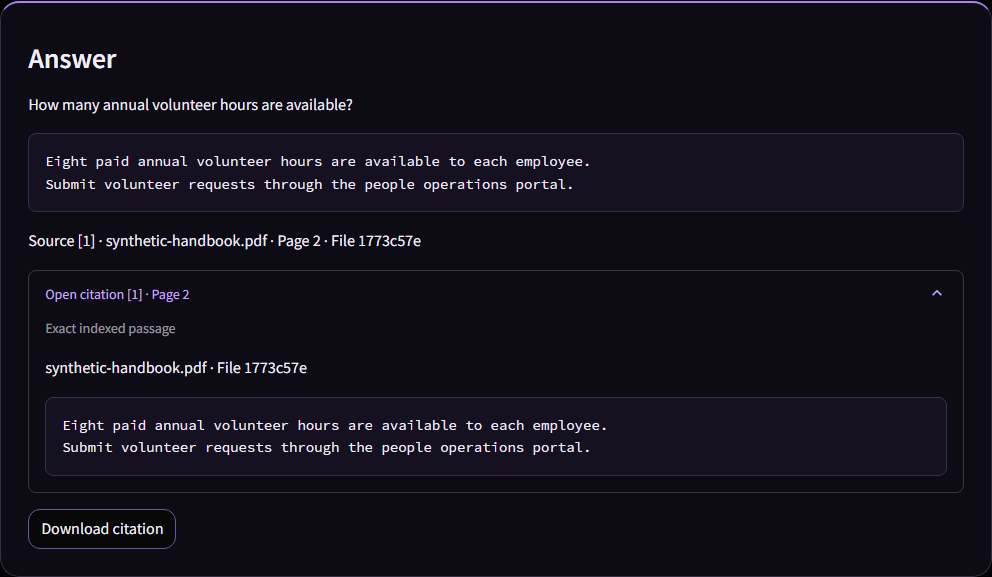 Answer
How many annual volunteer hours are available?
Eight paid annual volunteer hours are available to each employee.
Submit volunteer requests through the people operations portal.
Source [1] · synthetic-handbook.pdf · Page 2 · File 1773c57e
Open citation [1] · Page 2
Exact indexed passage
synthetic-handbook.pdf · File 1773c57e
Eight paid annual volunteer hours are available to each employee.
Submit volunteer requests through the people operations portal.
Download citation